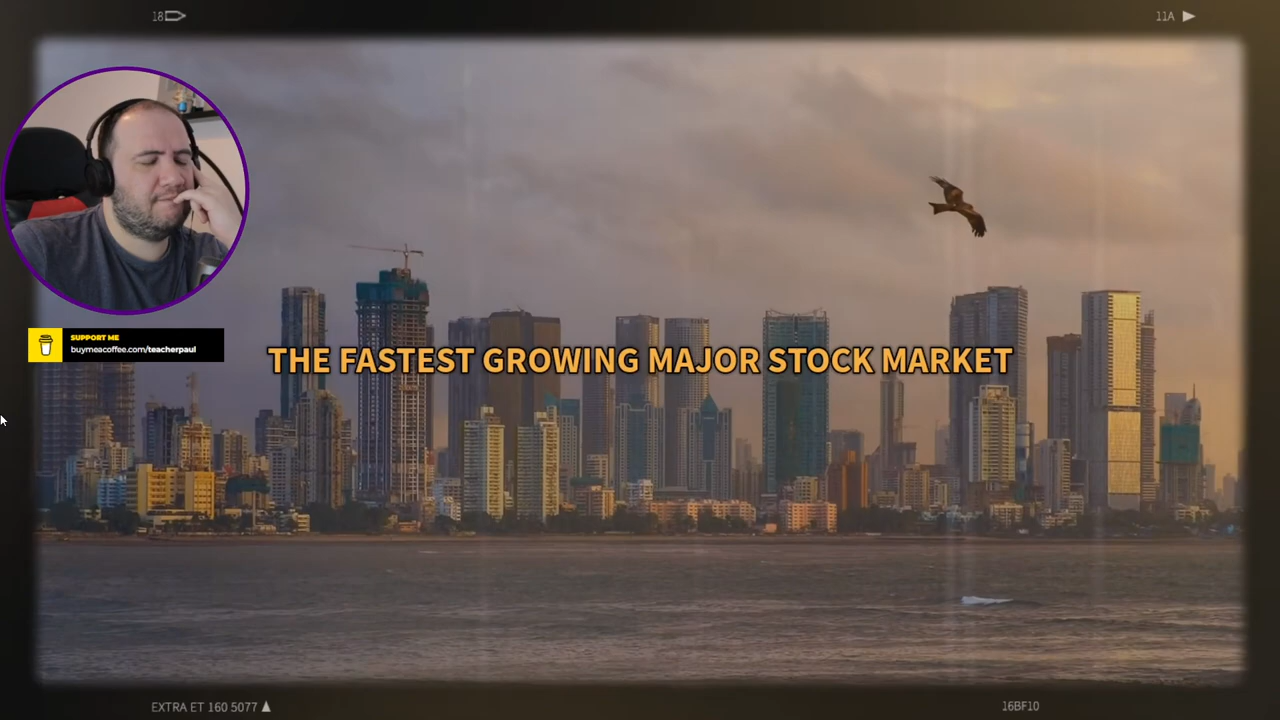 18
11A
SUPPORT ME
buymeacoffee.com/teacherpaul
THE FASTEST GROWING MAJOR STOCK MARKET
EXTRA ET 160 5077
16BF10